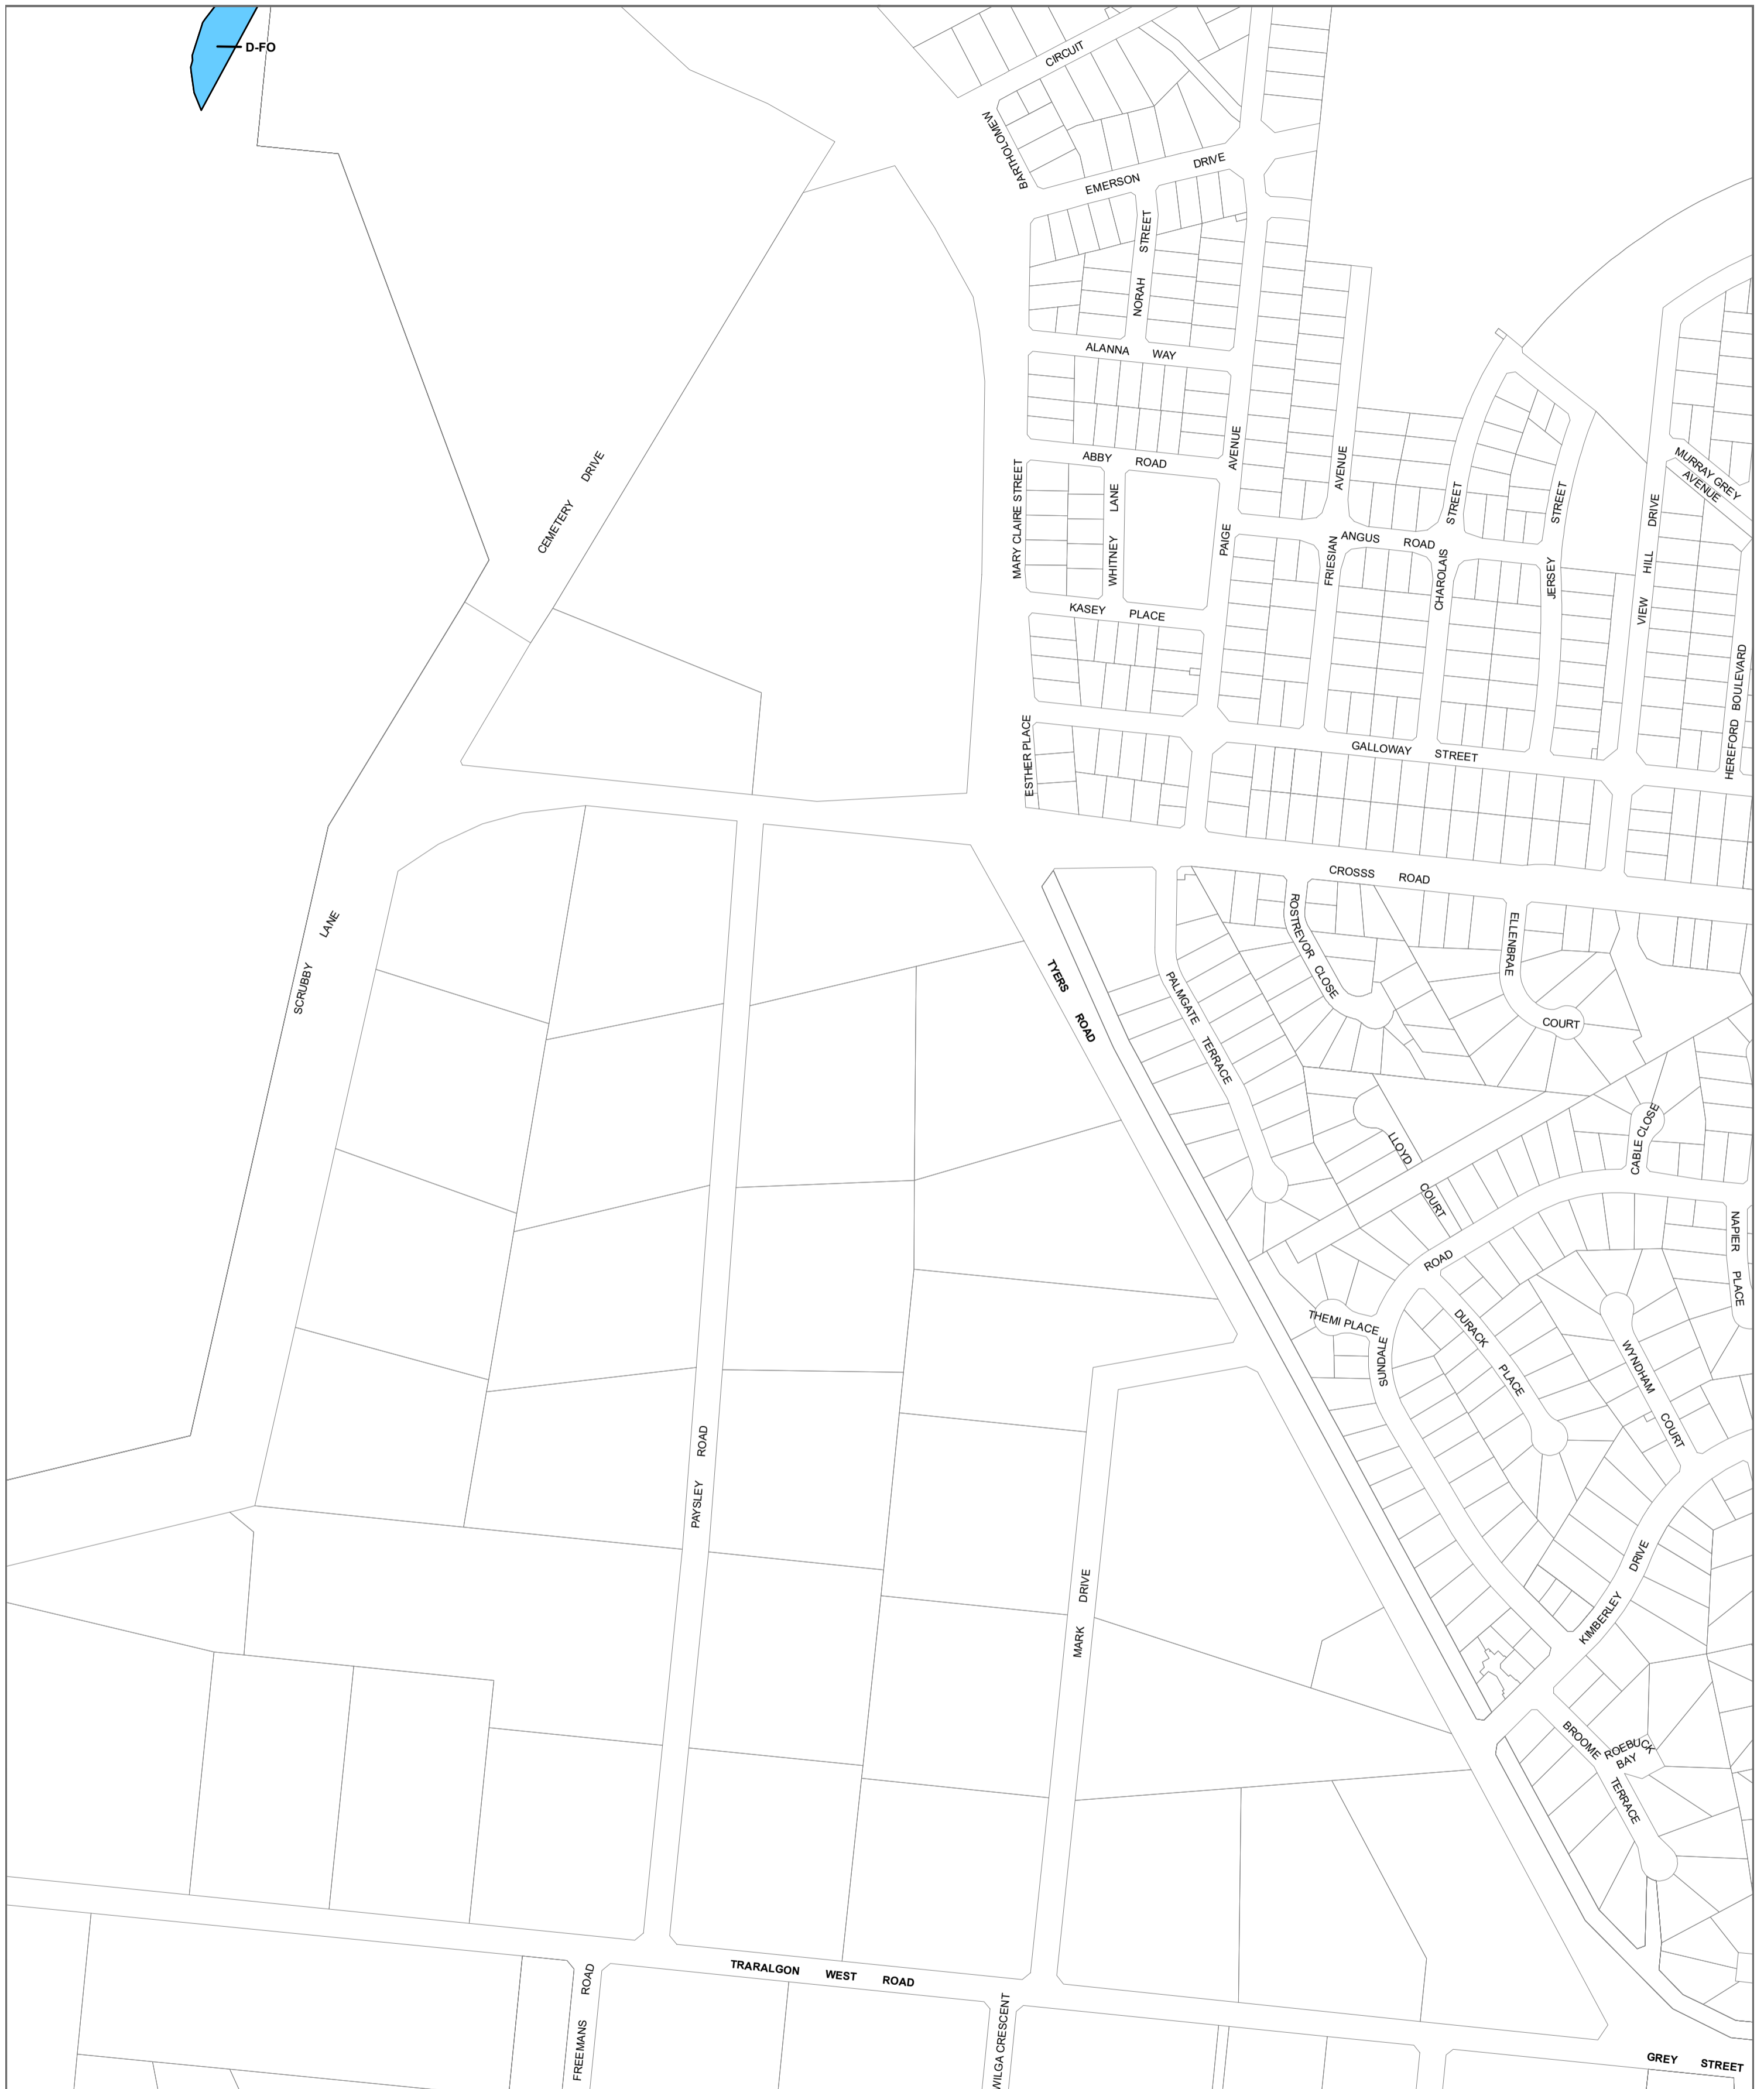 D-FO
CIRCUIT
BARTHOLOMEW
EMERSON DRIVE
NORAH STREET
ALANNA WAY
ABBY ROAD
AVENUE
AVENUE
MARY CLAIRE STREET
WHITNEY LANE
PAIGE
STREET
STREET
MURRAY GREY
AVENUE
CEMETERY DRIVE
ANGUS ROAD
FRIESIAN
CHAROLAIS
JERSEY
VIEW HILL DRIVE
KASEY PLACE
HEREFORD BOULEVARD
ESTHER PLACE
GALLOWAY STREET
CROSSS ROAD
SCRUBBY LANE
TYERS ROAD
PALMGATE TERRACE
ROSTREVOR CLOSE
ELLENBRAE
COURT
LLOYD
COURT
CABLE CLOSE
NAPIER PLACE
ROAD
THEMI PLACE
SUNDALE
DURACK PLACE
WYNDHAM COURT
PAYSLEY ROAD
MARK DRIVE
KIMBERLEY DRIVE
BROOME
ROEBUCK
BAY
TERRACE
TRARALGON WEST ROAD
FREEMANS ROAD
WILGA CRESCENT
GREY STREET